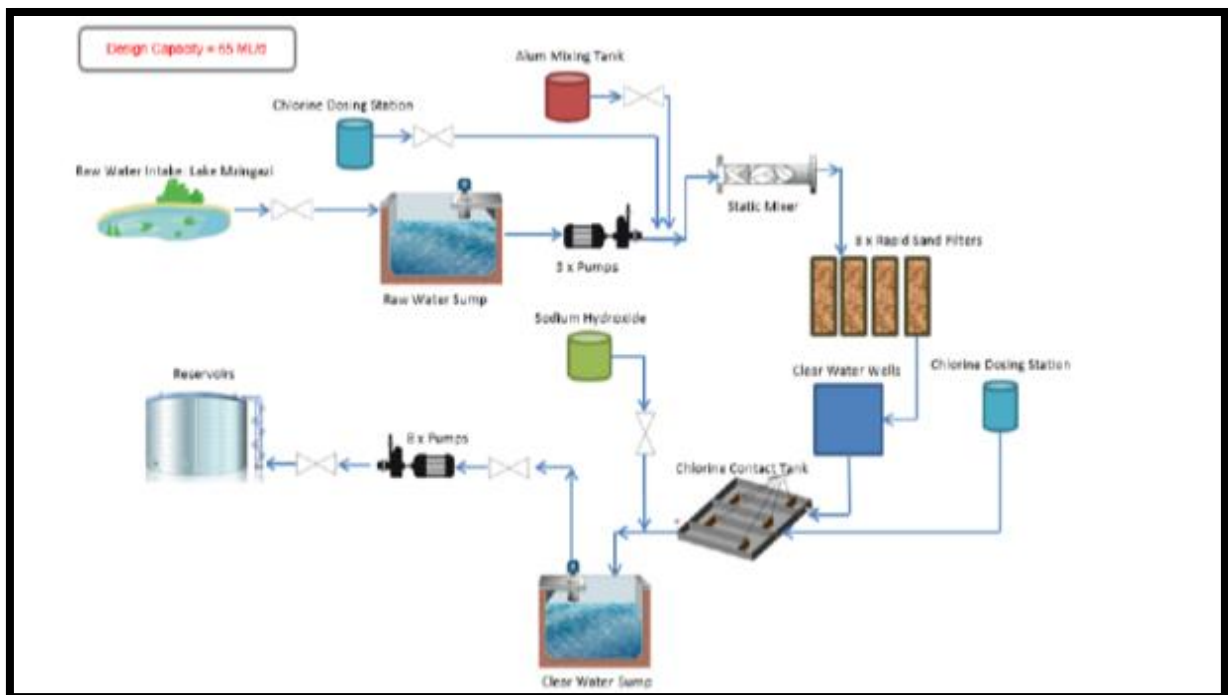 Design Capacity = 65 ML/d
Alum Mixing Tank
Chlorine Dosing Station
Raw Water Intake Lake
Static Mixer
x Rapid Sand Filters
3 x Pumps
Raw Water Sump
Sodium Hydroxide
Clear Water Wells
Chlorine Dosing Station
Reservoirs
8 x Pumps
Chlorine Contact Tank
Clear Water Sump